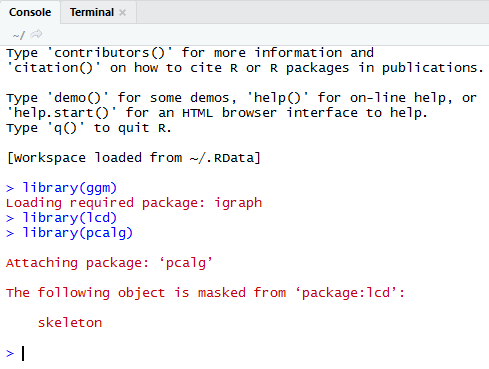 Console Terminal ×
~/
Type 'contributors()' for more information and
'citation()' on how to cite R or R packages in publications.
Type 'demo()' for some demos, 'help()' for on-line help, or
'help.start()' for an HTML browser interface to help.
Type 'q()' to quit R.
[Workspace loaded from ~/.RData]
> library(ggm)
Loading required package: igraph
> library(lcd)
> library(pcalg)
Attaching package: ‘pcalg’
The following object is masked from ‘package:lcd’:
skeleton
>